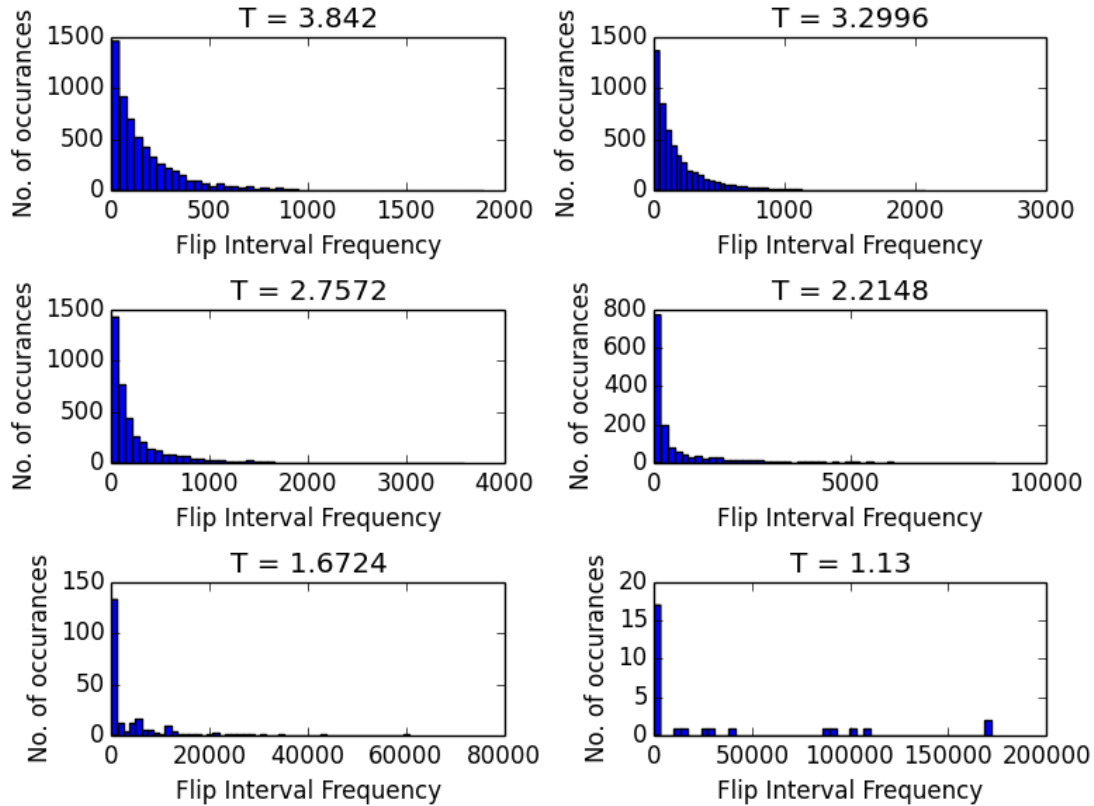 T = 3.842
No. of occurances
1500
1000
500
0
0 500 1000 1500 2000
Flip Interval Frequency
T = 3.2996
No. of occurances
1500
1000
500
0
0 1000 2000 3000
Flip Interval Frequency
T = 2.7572
No. of occurances
1500
1000
500
0
0 1000 2000 3000 4000
Flip Interval Frequency
T = 2.2148
No. of occurances
800
600
400
200
0
0 5000 10000
Flip Interval Frequency
T = 1.6724
No. of occurances
150
100
50
0
0 20000 40000 60000 80000
Flip Interval Frequency
T = 1.13
No. of occurances
20
15
10
5
0
0 50000 100000 150000 200000
Flip Interval Frequency